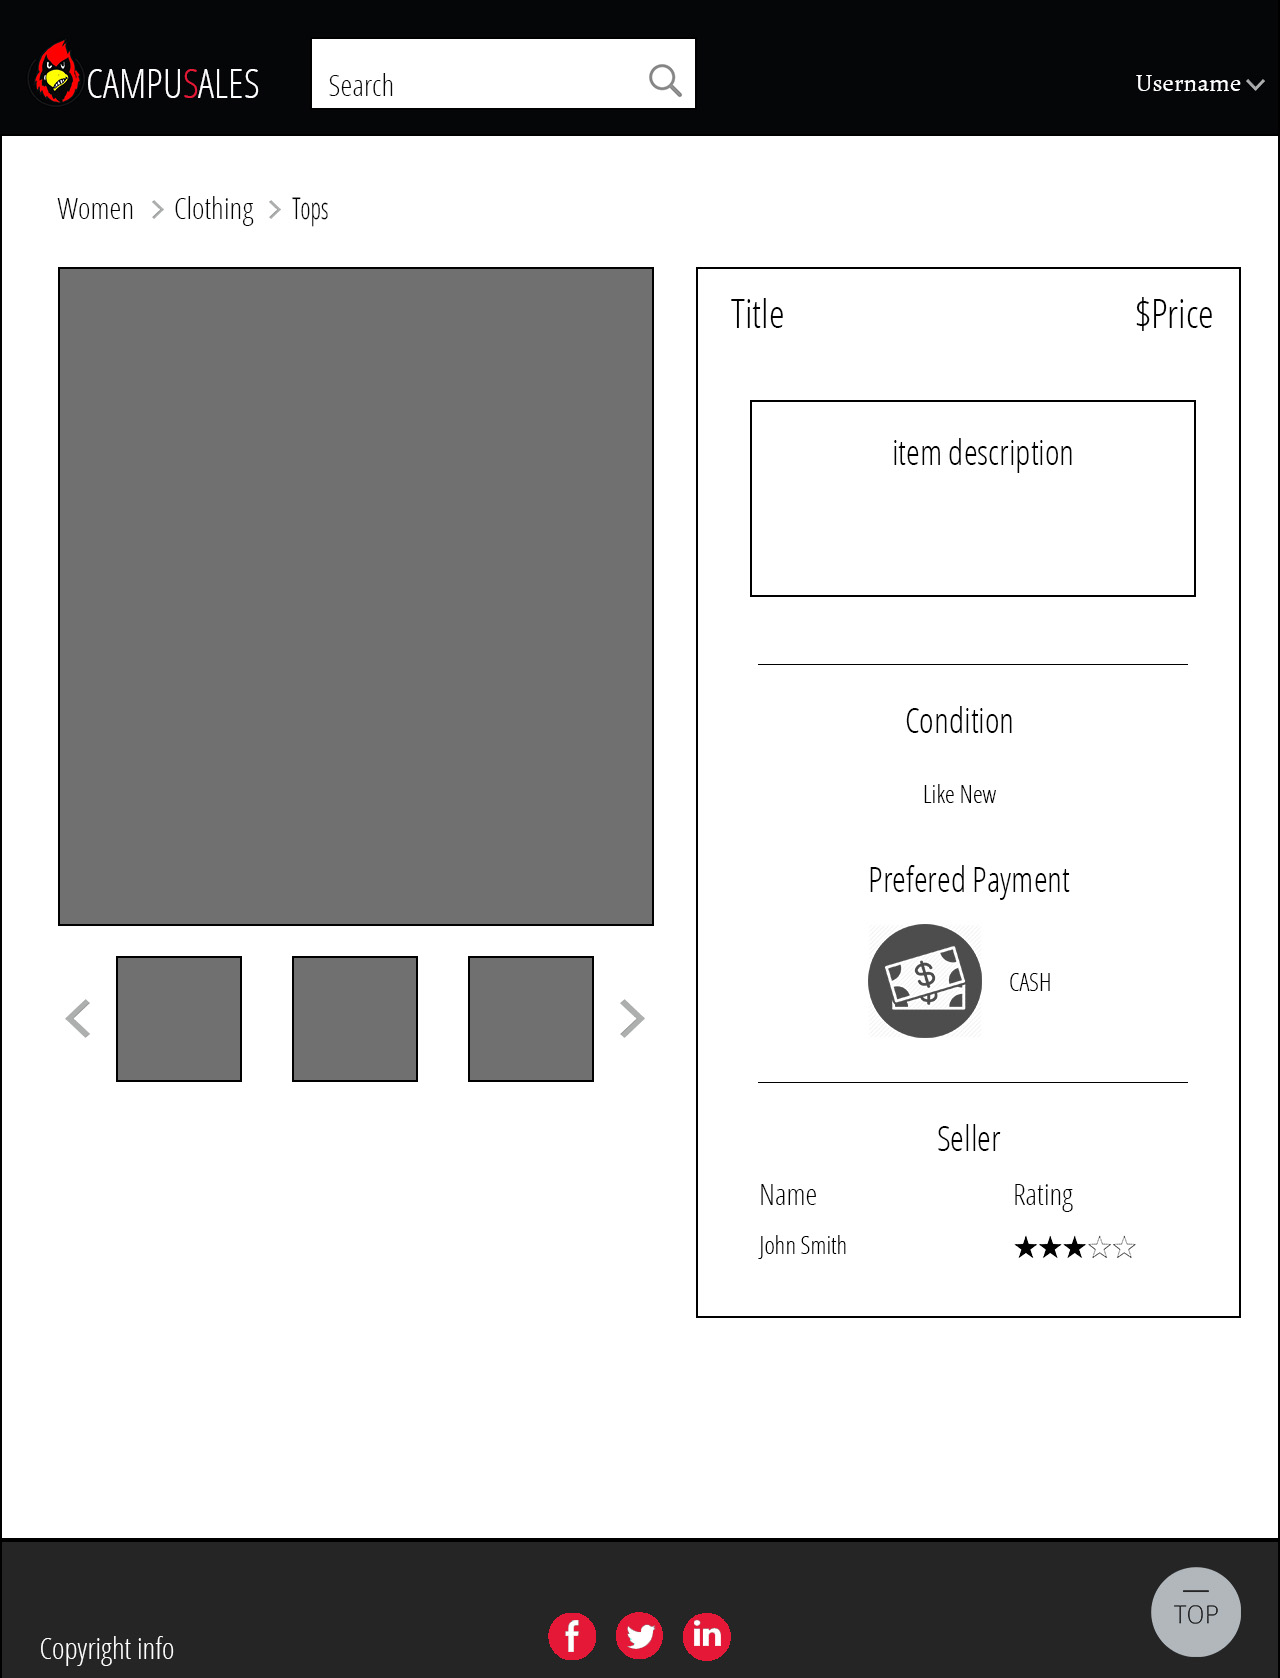 CAMPUSALES
Search
Username
Women Clothing Tops
Title $Price
item description
Condition
Like New
Prefered Payment
$ $
CASH
Seller
Name Rating
John Smith
Copyright info
f
in
TOP